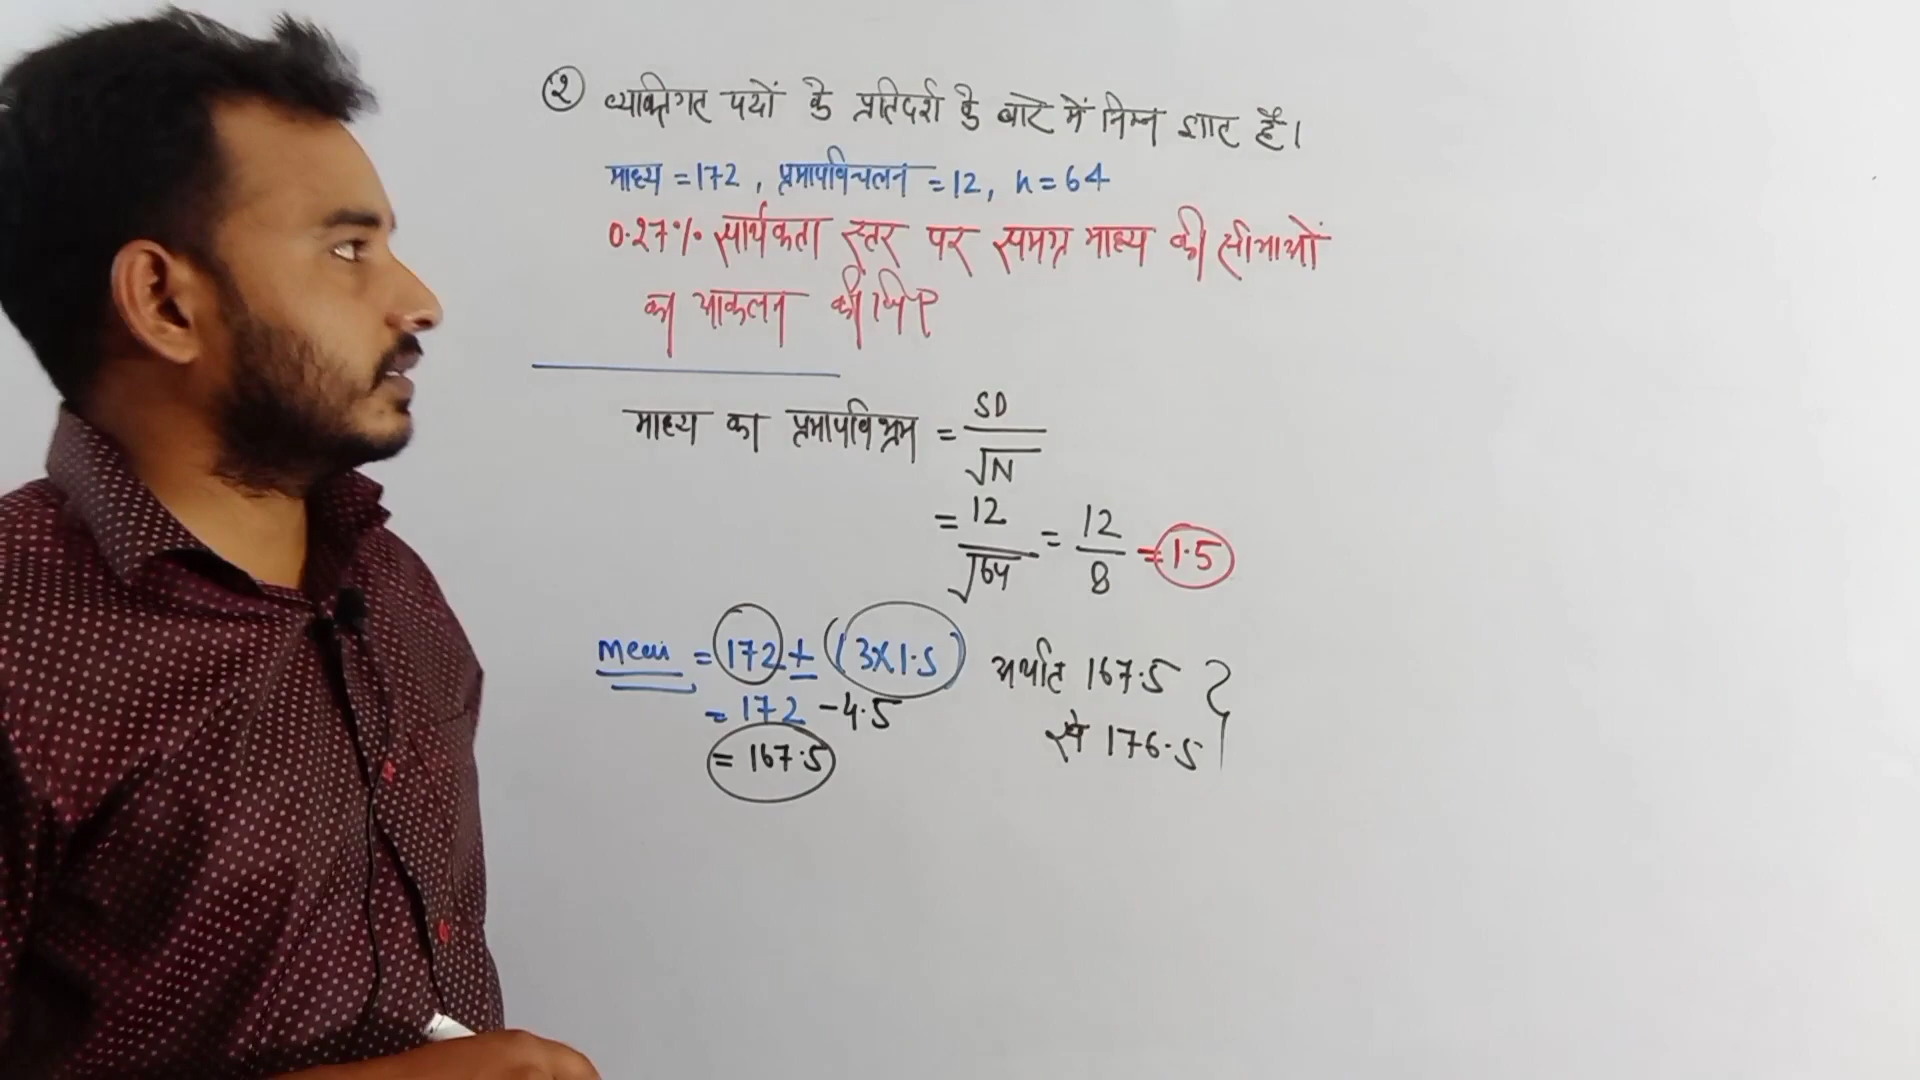 ② व्यक्तिगत पदों के प्रतिदर्श के बारे में निम्न ज्ञात है।
माध्य = 172 , प्रमापविचलन = 12, n = 64
0.27% सार्थकता स्तर पर समग्र माध्य की सीमाओं
का आकलन कीजिए
माध्य का प्रमापविभ्रम = SD / √N
= 12 / √64 = 12 / 8 = 1.5
Mean = 172 ± (3×1.5) अर्थात 167.5
= 172 - 4.5 से 176.5
= 167.5